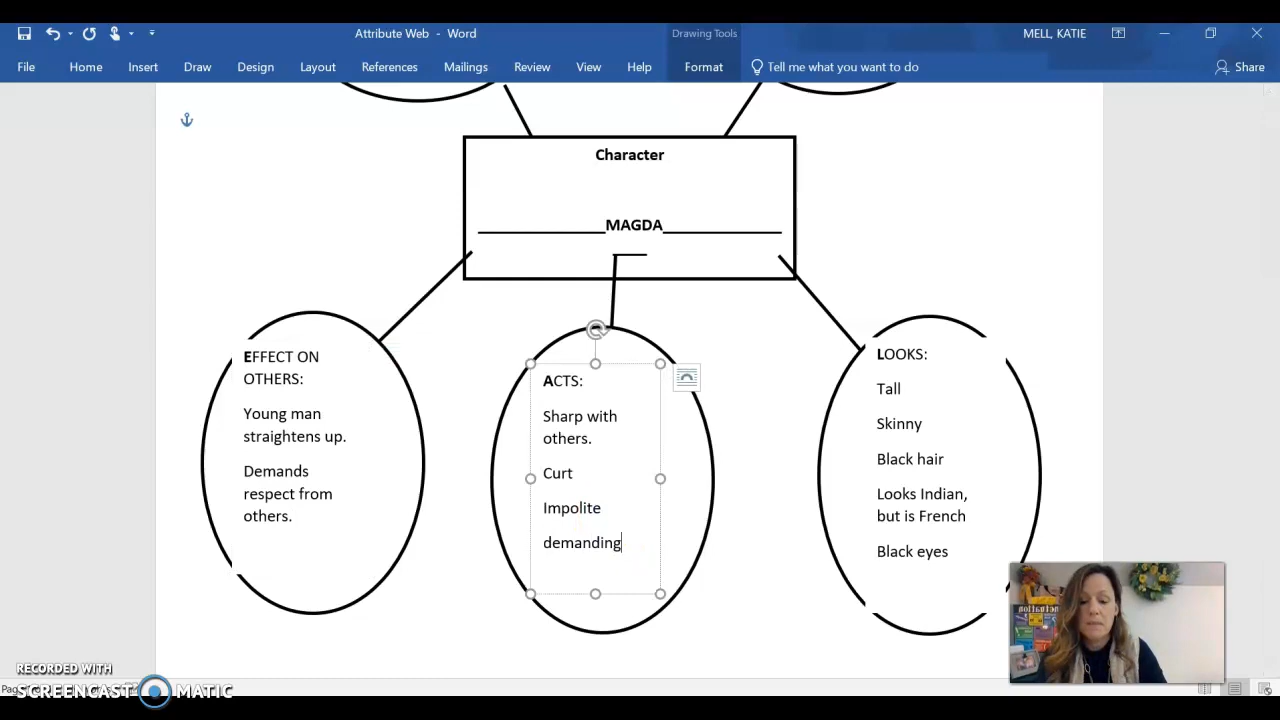 Attribute Web - Word
Drawing Tools
MELL, KATIE
File Home Insert Draw Design Layout References Mailings Review View Help Format Tell me what you want to do Share
Character
MAGDA
EFFECT ON
OTHERS:
Young man
straightens up.
Demands
respect from
others.
ACTS:
Sharp with
others.
Curt
Impolite
demanding
LOOKS:
Tall
Skinny
Black hair
Looks Indian,
but is French
Black eyes
RECORDED WITH
SCREENCAST MATIC